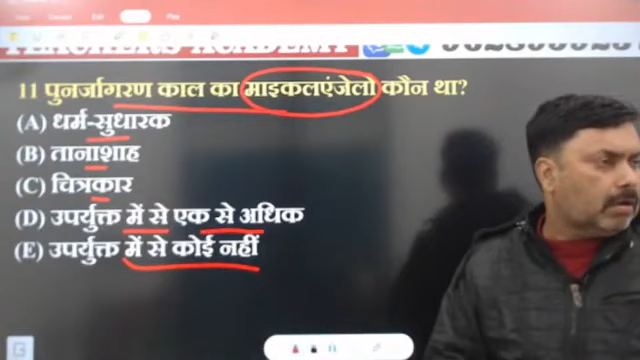 11 पुनर्जागरण काल का माइकलएंजेलो कौन था?
(A) धर्म-सुधारक
(B) तानाशाह
(C) चित्रकार
(D) उपर्युक्त में से एक से अधिक
(E) उपर्युक्त में से कोई नहीं